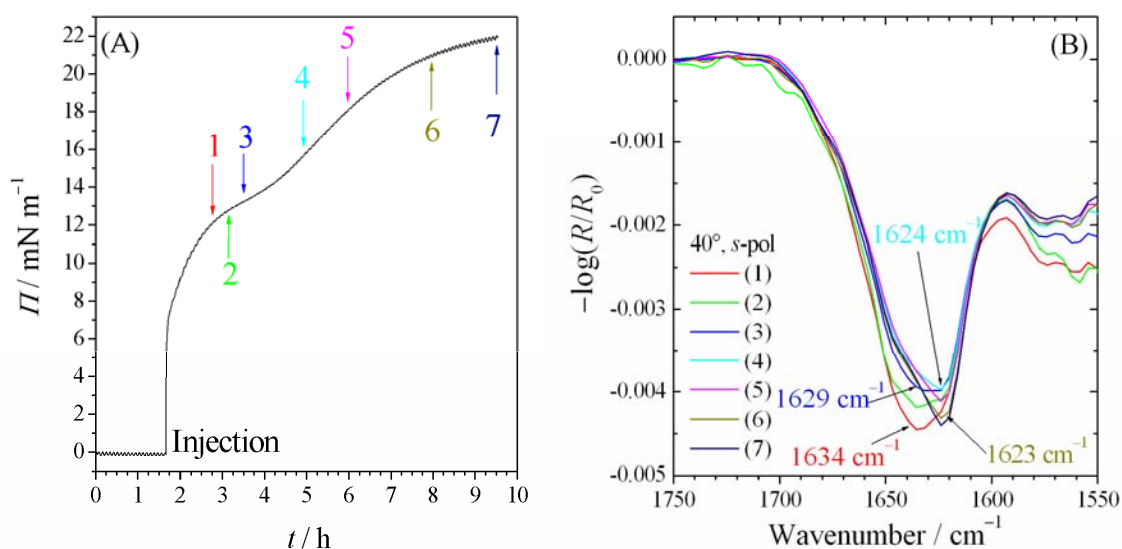 (A)
22
20
18
16
14
12
10
8
6
4
2
0
Π / mN m⁻¹
1
2
3
4
5
6
7
Injection
0 1 2 3 4 5 6 7 8 9 10
t / h
(B)
0.000
-0.001
-0.002
-0.003
-0.004
-0.005
−log(R/R₀)
40°, s-pol
(1)
(2)
(3)
(4)
(5)
(6)
(7)
1624 cm⁻¹
1629 cm⁻¹
1634 cm⁻¹
1623 cm⁻¹
1750 1700 1650 1600 1550
Wavenumber / cm⁻¹